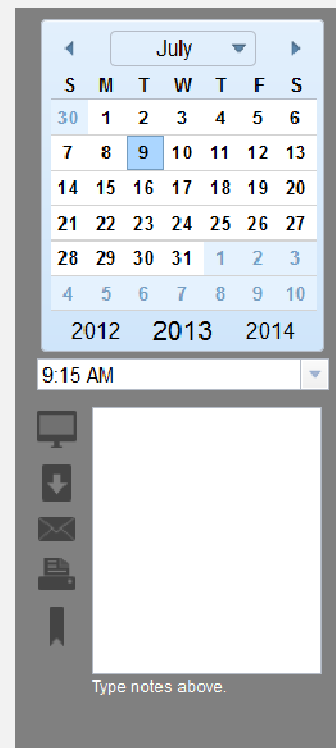 July
S M T W T F S
30 1 2 3 4 5 6
7 8 9 10 11 12 13
14 15 16 17 18 19 20
21 22 23 24 25 26 27
28 29 30 31 1 2 3
4 5 6 7 8 9 10
2012 2013 2014
9:15 AM
Type notes above.